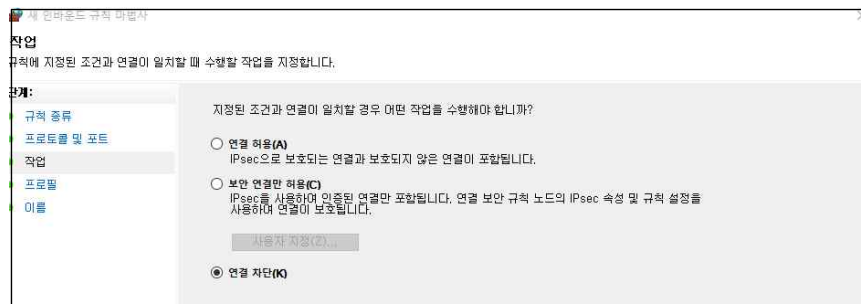 새 인바운드 규칙 마법사
작업
규칙에 지정된 조건과 연결이 일치할 때 수행할 작업을 지정합니다.
단계:
규칙 종류
프로토콜 및 포트
작업
프로필
이름
지정된 조건과 연결이 일치할 경우 어떤 작업을 수행해야 합니까?
연결 허용(A)
IPsec으로 보호되는 연결과 보호되지 않은 연결이 포함됩니다.
보안 연결만 허용(C)
IPsec을 사용하여 인증된 연결만 포함됩니다. 연결 보안 규칙 노드의 IPsec 속성 및 규칙 설정을
사용하여 연결이 보호됩니다.
사용자 지정(Z)...
연결 차단(K)